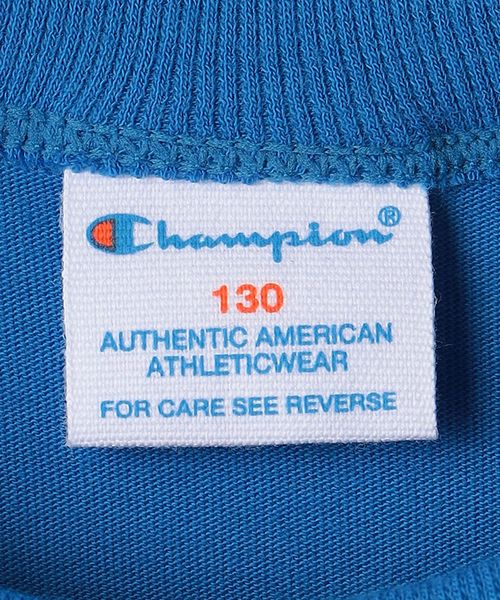 Champion®
130
AUTHENTIC AMERICAN
ATHLETICWEAR
FOR CARE SEE REVERSE